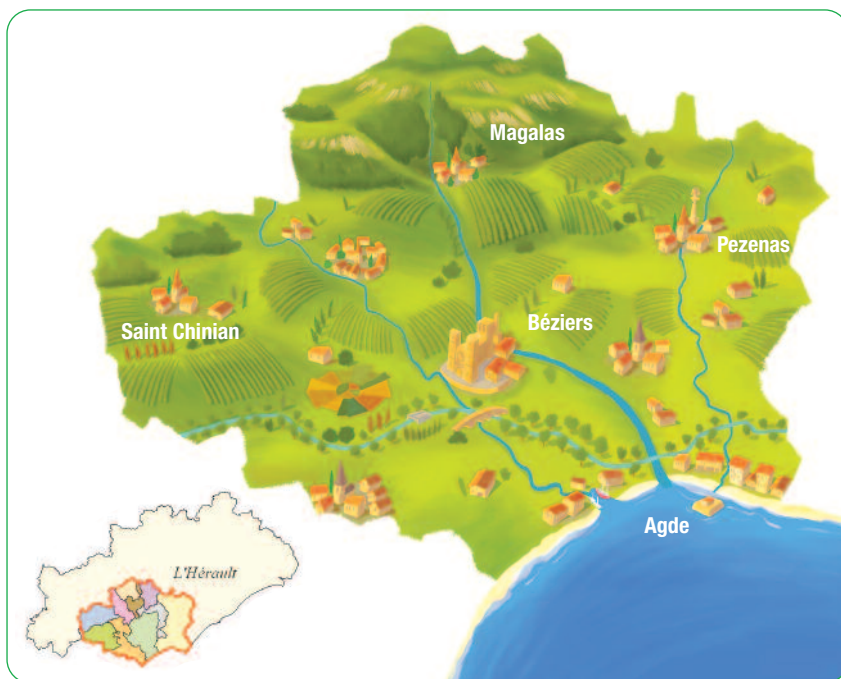 Magalas
Pezenas
Saint Chinian
Béziers
Agde
L'Hérault